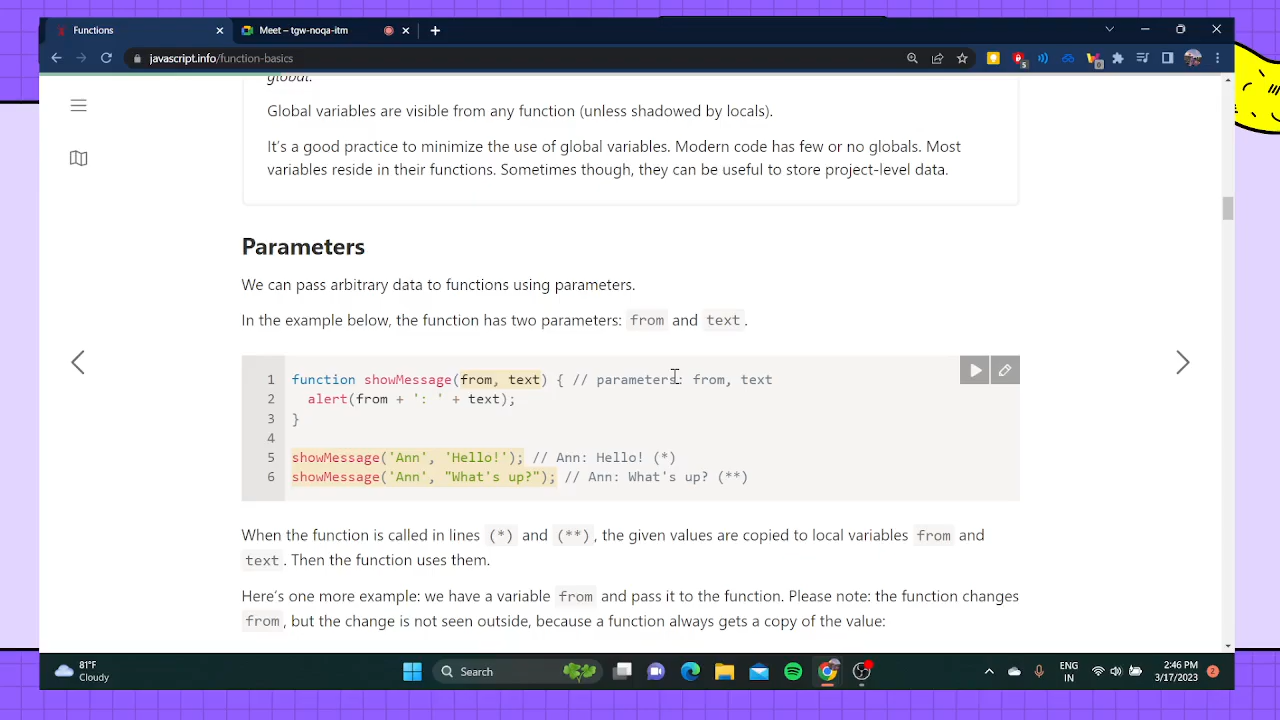 Functions
Meet – tgw-noqa-itm
javascript.info/function-basics
5
global.
Global variables are visible from any function (unless shadowed by locals).
It's a good practice to minimize the use of global variables. Modern code has few or no globals. Most
variables reside in their functions. Sometimes though, they can be useful to store project-level data.
Parameters
We can pass arbitrary data to functions using parameters.
In the example below, the function has two parameters: from and text.
1 function showMessage(from, text) { // parameters: from, text
2 alert(from + ': ' + text);
3 }
4
5 showMessage('Ann', 'Hello!'); // Ann: Hello! (*)
6 showMessage('Ann', "What's up?"); // Ann: What's up? (**)
When the function is called in lines (*) and (**), the given values are copied to local variables from and
text. Then the function uses them.
Here's one more example: we have a variable from and pass it to the function. Please note: the function changes
from, but the change is not seen outside, because a function always gets a copy of the value:
81°F
Cloudy
Search
ENG
IN
2:46 PM
3/17/2023
2